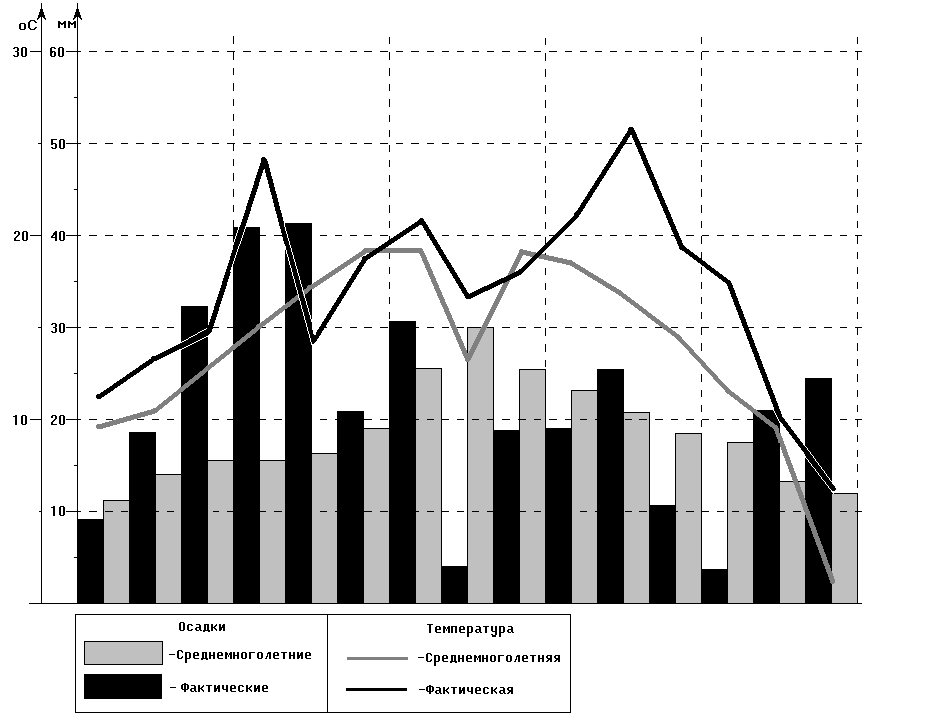 оС мм
30 60
50
20 40
30
10 20
10
Осадки
-Среднемноголетние
- Фактические
Температура
-Среднемноголетняя
-Фактическая